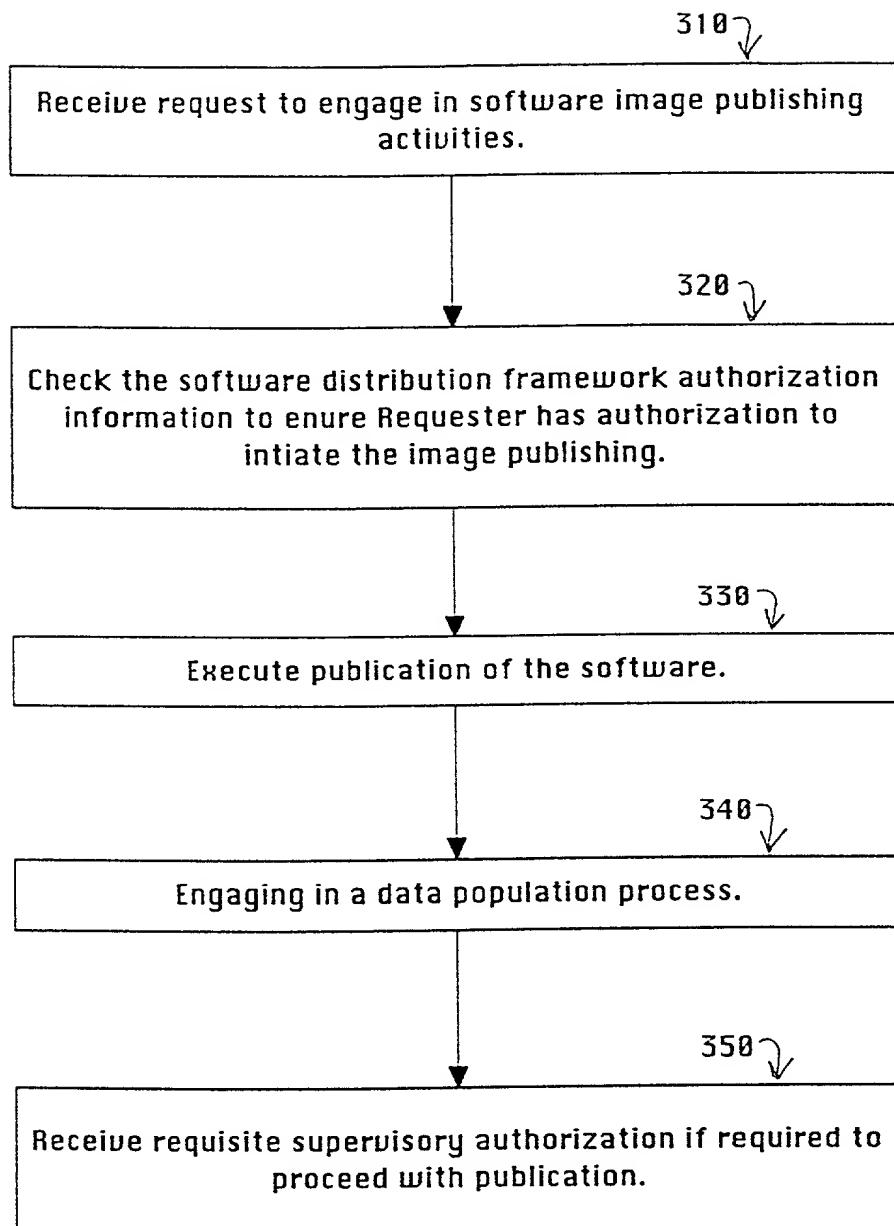 310
Receive request to engage in software image publishing
activities.
320
Check the software distribution framework authorization
information to enure Requester has authorization to
intiate the image publishing.
330
Execute publication of the software.
340
Engaging in a data population process.
350
Receive requisite supervisory authorization if required to
proceed with publication.